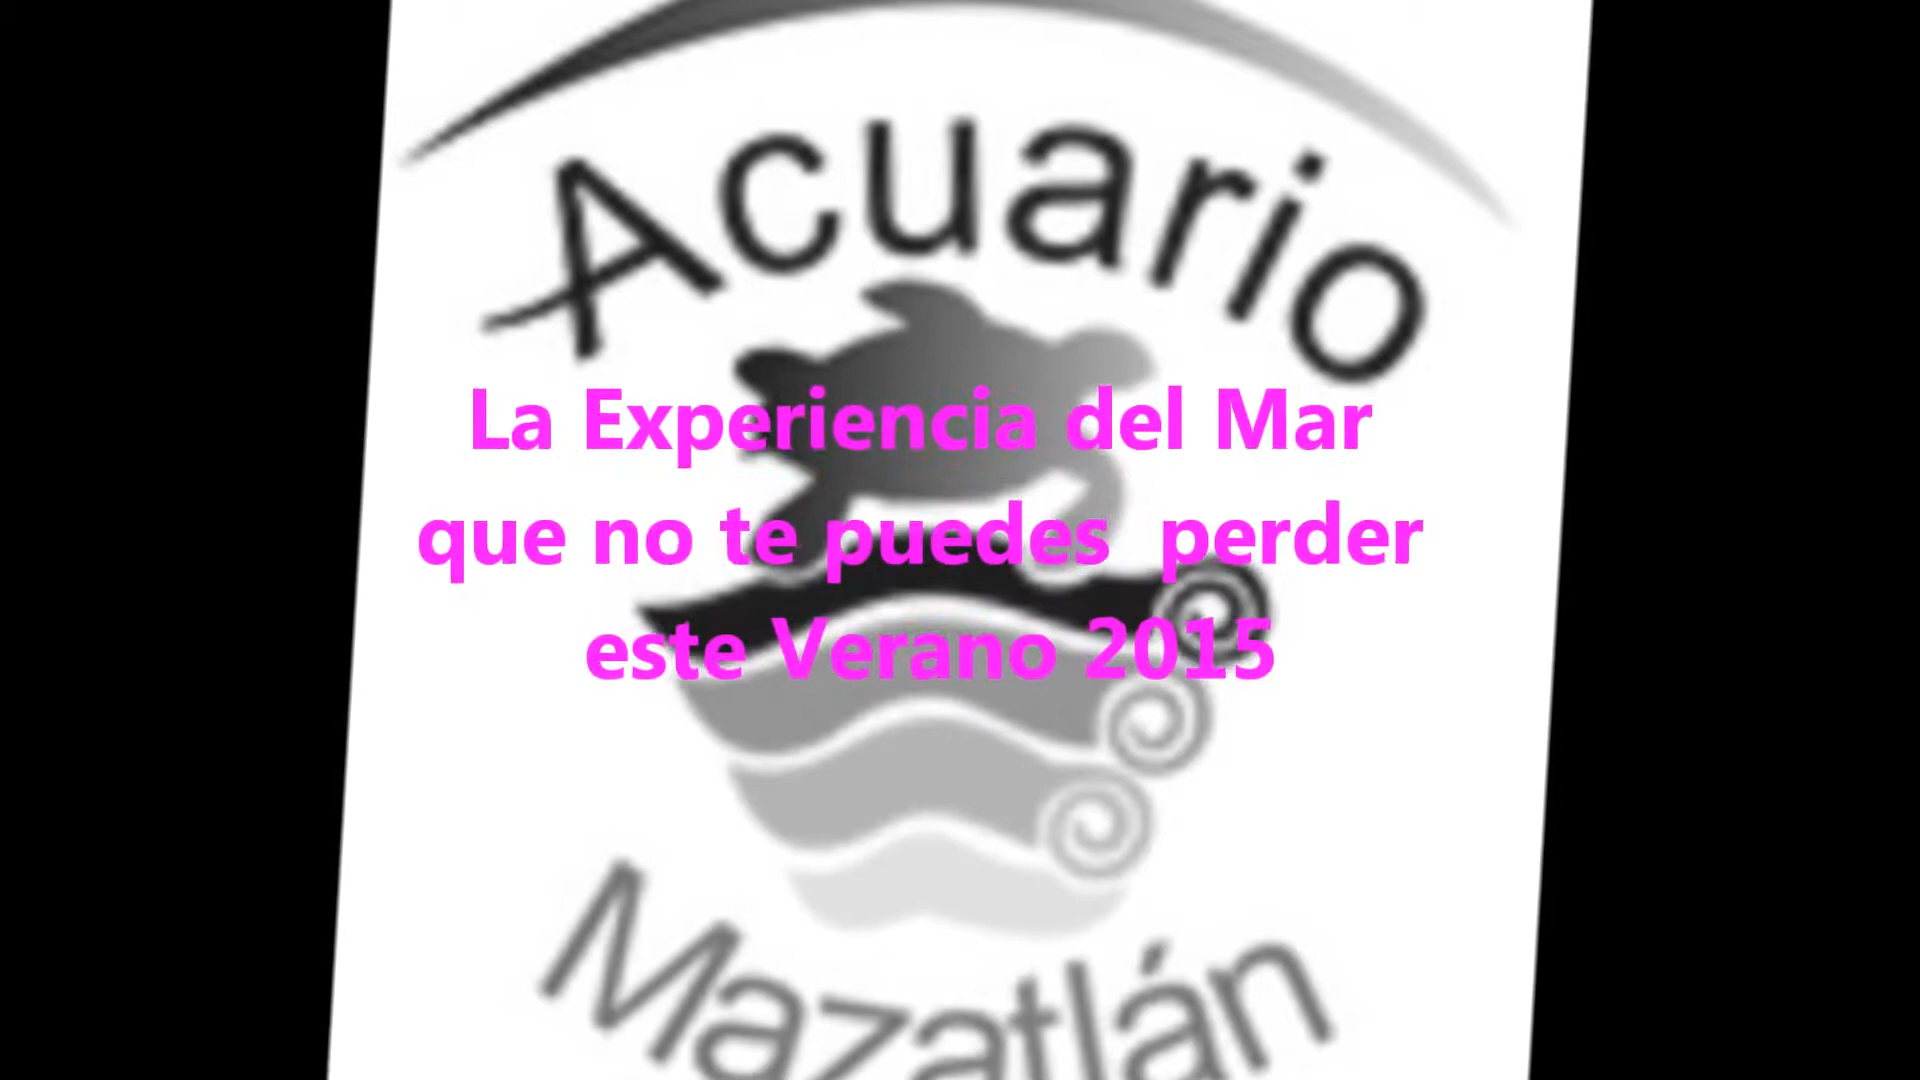 Acuario
La Experiencia del Mar
que no te puedes perder
este Verano 2015
Mazatlán